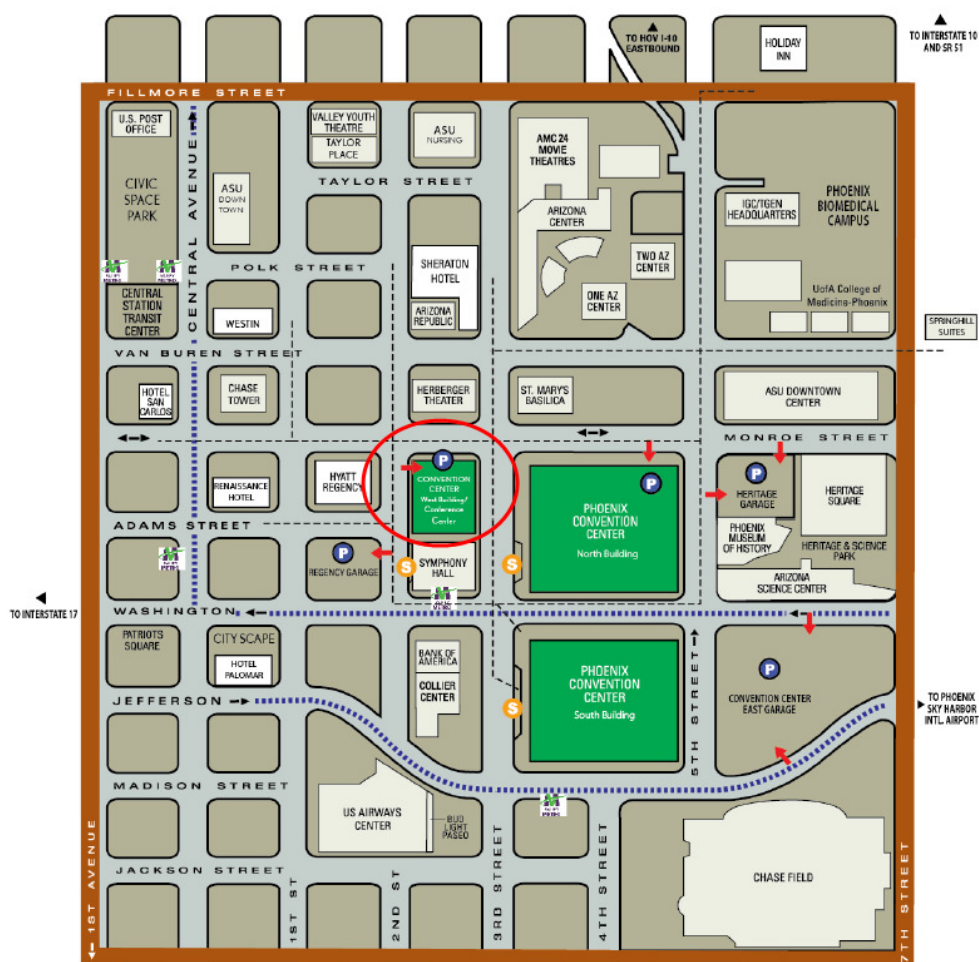 TO HOV I-10
EASTBOUND
HOLIDAY
INN
TO INTERSTATE 10
AND SR 51
FILLMORE STREET
U.S. POST
OFFICE
CENTRAL AVENUE
VALLEY YOUTH
THEATRE
TAYLOR
PLACE
ASU
NURSING
AMC 24
MOVIE
THEATRES
CIVIC
SPACE
PARK
ASU
DOWN
TOWN
TAYLOR STREET
ARIZONA
CENTER
IGC/TGEN
HEADQUARTERS
PHOENIX
BIOMEDICAL
CAMPUS
POLK STREET
SHERATON
HOTEL
TWO AZ
CENTER
CENTRAL
STATION
TRANSIT
CENTER
WESTIN
ARIZONA
REPUBLIC
ONE AZ
CENTER
UofA College of
Medicine-Phoenix
SPRINGHILL
SUITES
VAN BUREN STREET
HOTEL
SAN
CARLOS
CHASE
TOWER
HERBERGER
THEATER
ST. MARY'S
BASILICA
ASU DOWNTOWN
CENTER
MONROE STREET
RENAISSANCE
HOTEL
HYATT
REGENCY
P
CONVENTION
CENTER
West Building/
Conference
Center
PHOENIX
CONVENTION
CENTER
North Building
P
P
HERITAGE
GARAGE
HERITAGE
SQUARE
ADAMS STREET
P
REGENCY GARAGE
S
SYMPHONY
HALL
S
PHOENIX
MUSEUM
OF HISTORY
HERITAGE & SCIENCE
PARK
ARIZONA
SCIENCE CENTER
TO INTERSTATE 17
WASHINGTON
PATRIOTS
SQUARE
CITY SCAPE
HOTEL
PALOMAR
BANK OF
AMERICA
COLLIER
CENTER
PHOENIX
CONVENTION
CENTER
South Building
S
5TH STREET
P
CONVENTION CENTER
EAST GARAGE
JEFFERSON
TO PHOENIX
SKY HARBOR
INTL. AIRPORT
MADISON STREET
US AIRWAYS
CENTER
BUD
LIGHT
PASEO
CHASE FIELD
JACKSON STREET
1ST AVENUE
1ST ST
2ND ST
3RD STREET
4TH STREET
7TH STREET